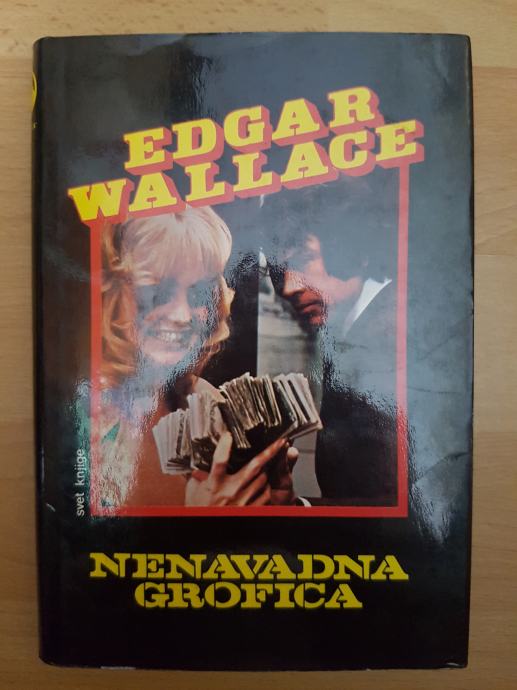 EDGAR
WALLACE
svet knjige
NENAVADNA
GROFICA